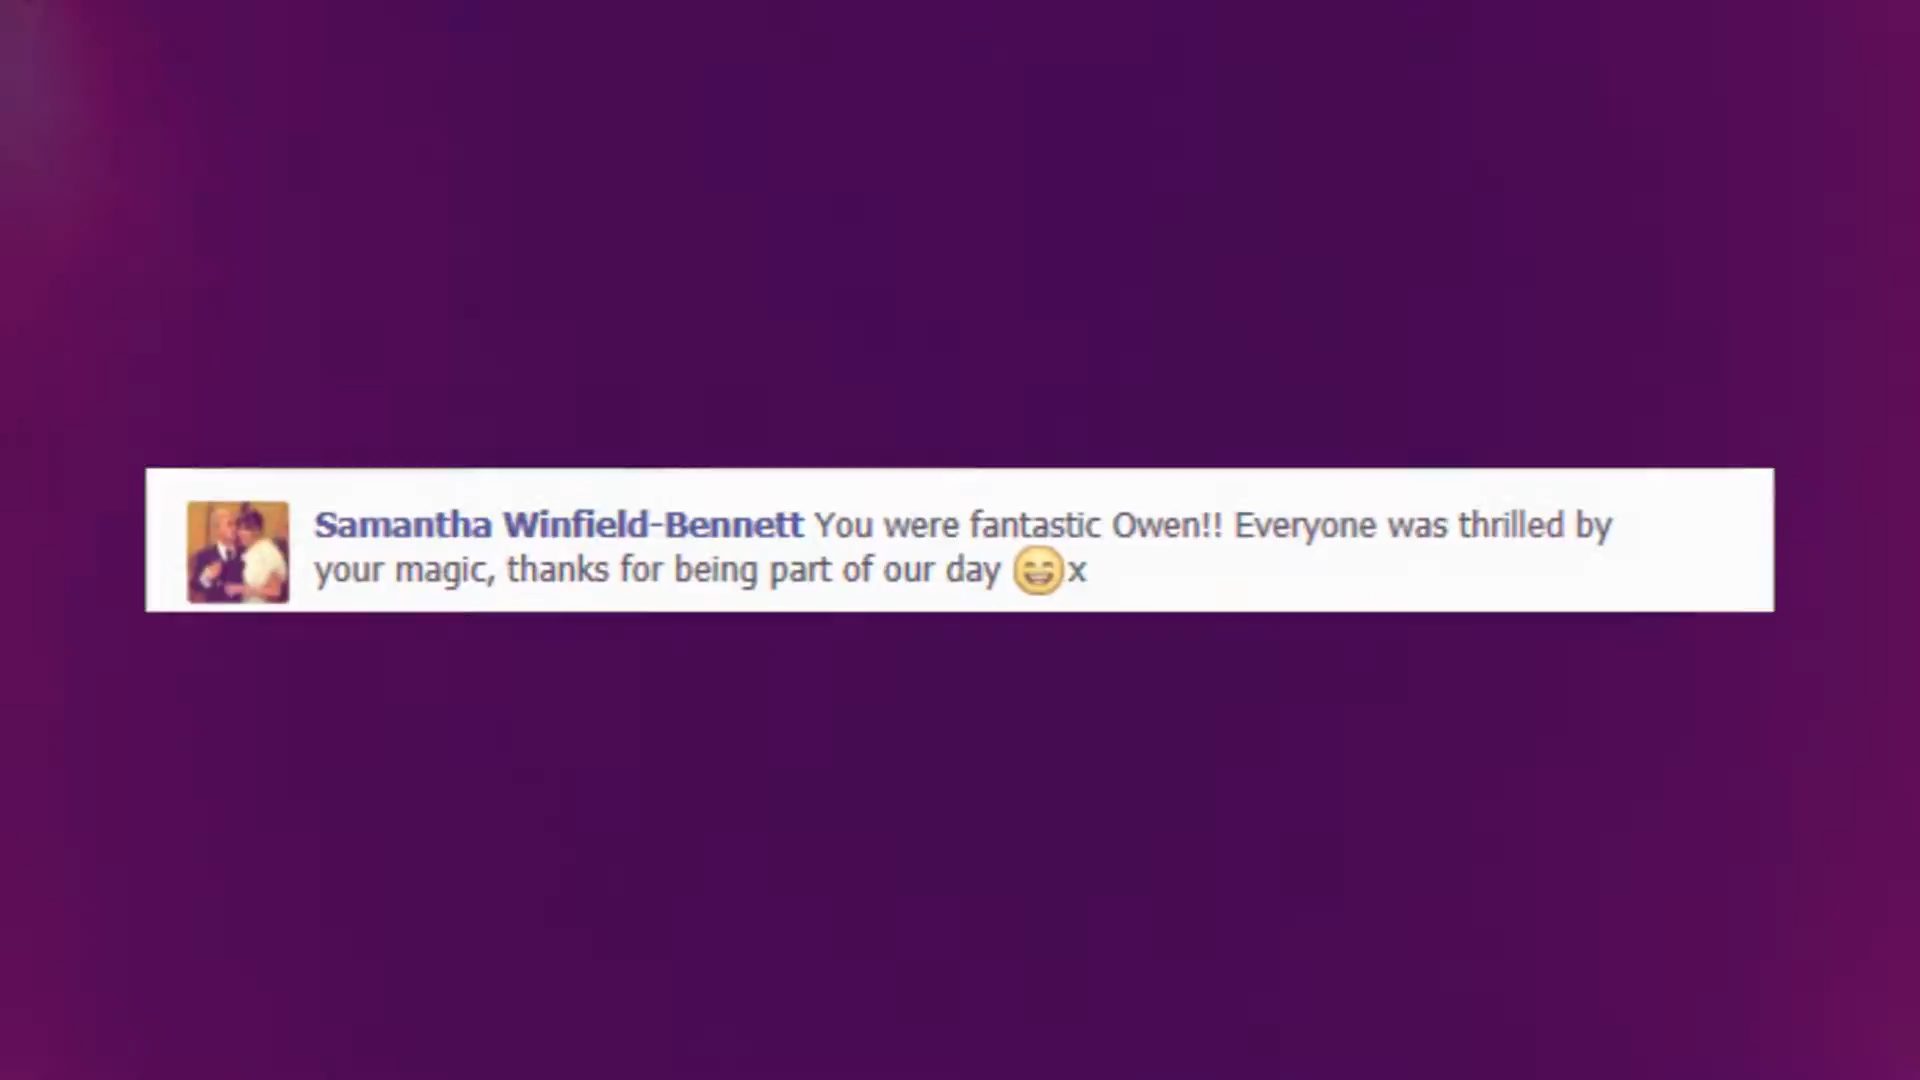 Samantha Winfield-Bennett You were fantastic Owen!! Everyone was thrilled by
your magic, thanks for being part of our day 😄x